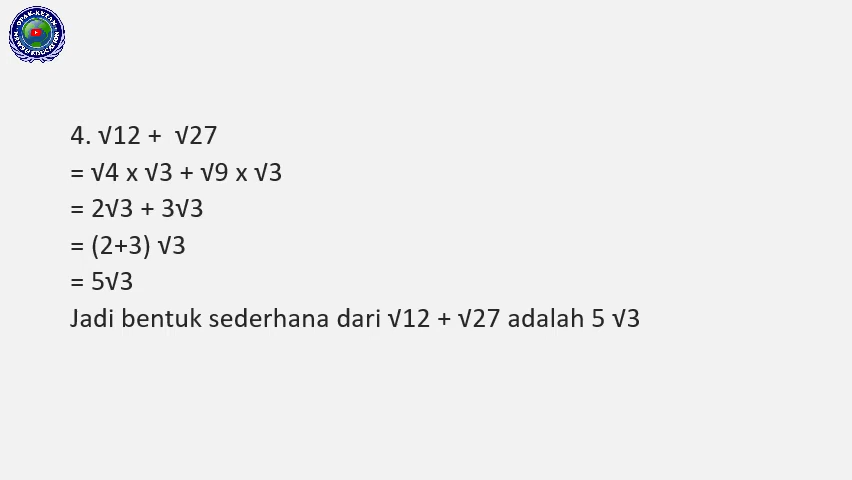 4. √12 + √27
= √4 x √3 + √9 x √3
= 2√3 + 3√3
= (2+3) √3
= 5√3
Jadi bentuk sederhana dari √12 + √27 adalah 5 √3